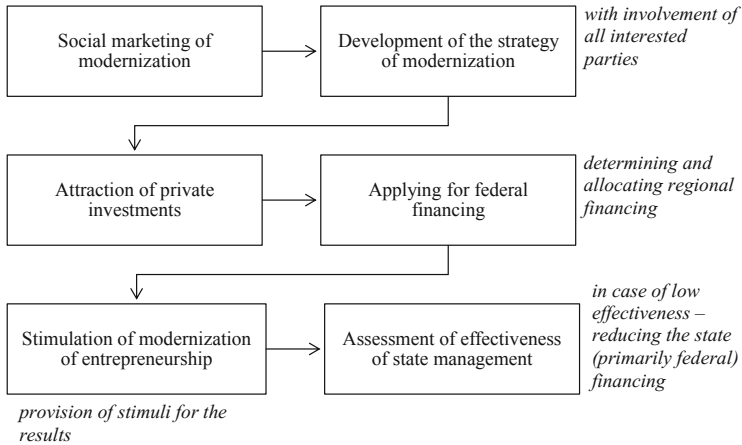 Social marketing of
modernization
Development of the strategy
of modernization
with involvement of
all interested
parties
Attraction of private
investments
Applying for federal
financing
determining and
allocating regional
financing
Stimulation of modernization
of entrepreneurship
Assessment of effectiveness
of state management
in case of low
effectiveness –
reducing the state
(primarily federal)
financing
provision of stimuli for the
results